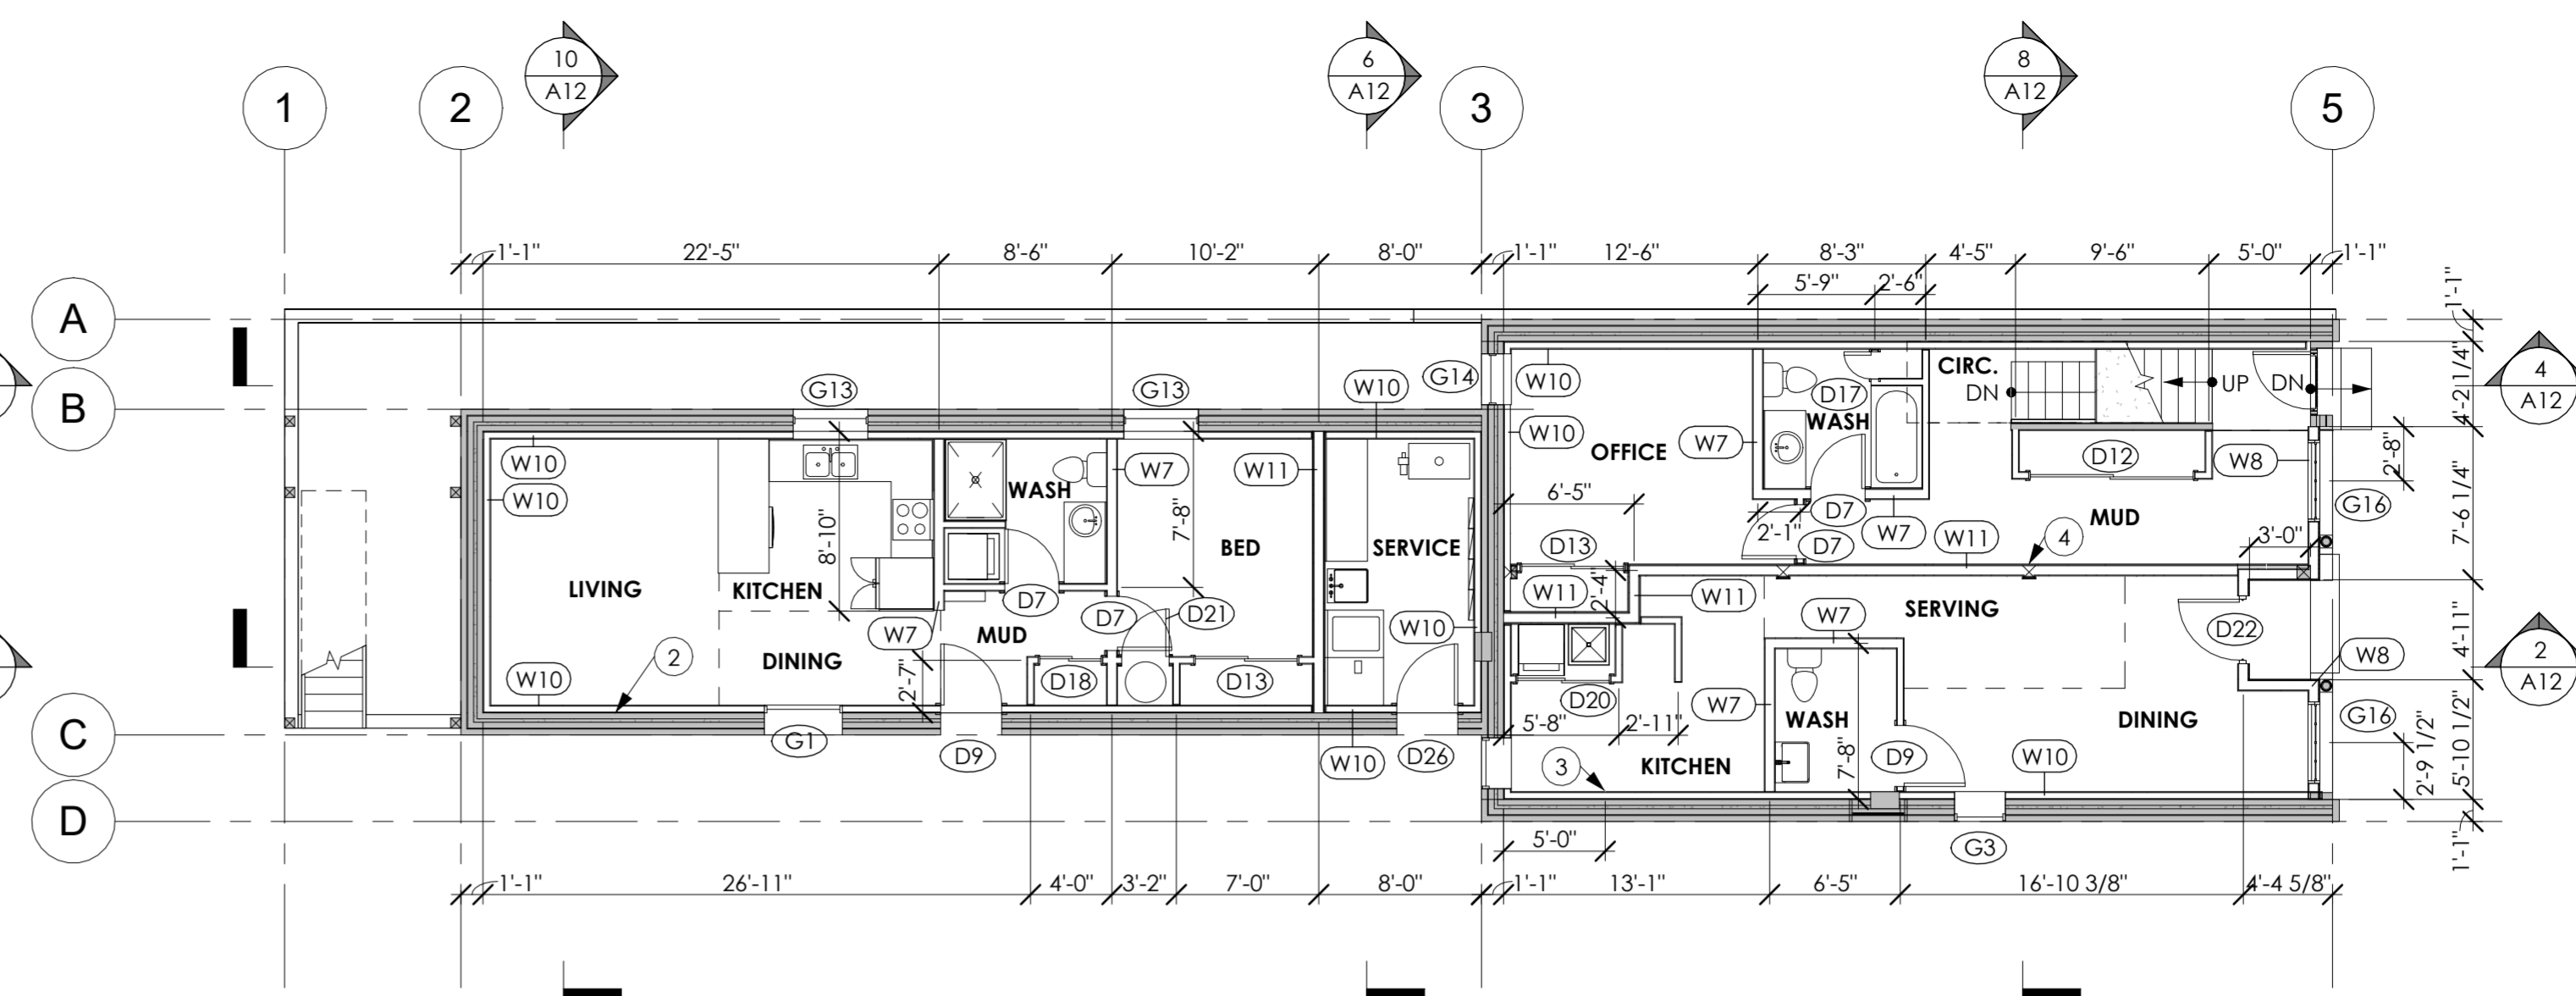 10
A12
6
A12
8
A12
1
2
3
5
1'-1"
22'-5"
8'-6"
10'-2"
8'-0"
1'-1"
12'-6"
8'-3"
4'-5"
9'-6"
5'-0"
1'-1"
5'-9"
2'-6"
1'-1"
A
B
C
D
G13
G13
W10
G14
W10
CIRC.
DN
UP
DN
4
A12
4'-2 1/4"
D17
WASH
W10
W10
W10
W7
W11
OFFICE
W7
D12
W8
2'-8"
WASH
8'-10"
7'-8"
6'-5"
2'-1"
D7
W7
MUD
G16
7'-6 1/4"
BED
SERVICE
D13
D7
W11
4
3'-0"
LIVING
KITCHEN
D7
D7
D21
W11
2'-4"
W11
SERVING
W7
MUD
W10
W7
D22
4'-11"
2
DINING
W8
2
A12
W10
2'-7"
D18
D13
D20
W7
WASH
DINING
G16
5'-8"
2'-11"
G1
D9
W10
D26
3
KITCHEN
7'-8"
D9
W10
2'-9 1/2"
5'-10 1/2"
5'-0"
G3
1'-1"
1'-1"
26'-11"
4'-0"
3'-2"
7'-0"
8'-0"
1'-1"
13'-1"
6'-5"
16'-10 3/8"
4'-4 5/8"